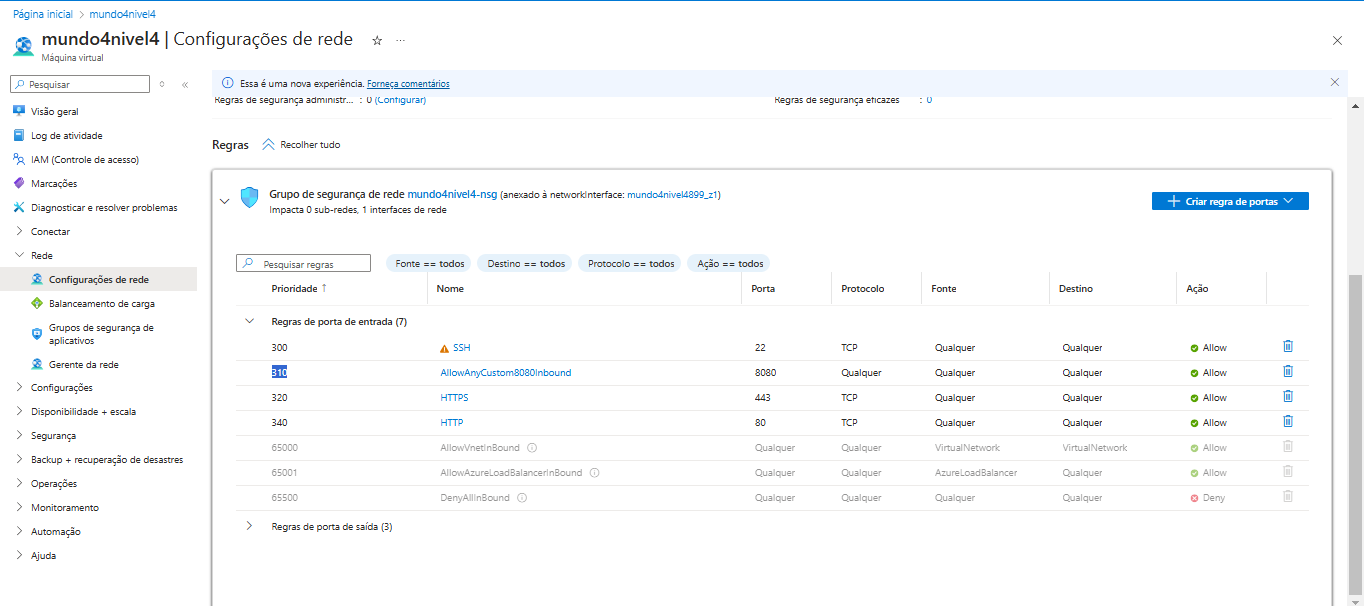 Página inicial > mundo4nivel4
mundo4nivel4 | Configurações de rede ☆ ...
Máquina virtual
Pesquisar
Essa é uma nova experiência. Forneça comentários
Visão geral
Log de atividade
IAM (Controle de acesso)
Marcações
Diagnosticar e resolver problemas
Conectar
Rede
Configurações de rede
Balanceamento de carga
Grupos de segurança de
aplicativos
Gerente da rede
Configurações
Disponibilidade + escala
Segurança
Backup + recuperação de desastres
Operações
Monitoramento
Automação
Ajuda
Regras de segurança administr... : 0 (Configurar)
Regras de segurança eficazes : 0
Regras Recolher tudo
Grupo de segurança de rede mundo4nivel4-nsg (anexado à networkInterface: mundo4nivel4899_z1)
Impacta 0 sub-redes, 1 interfaces de rede
Criar regra de portas
Pesquisar regras Fonte == todos Destino == todos Protocolo == todos Ação == todos
Prioridade ↑ Nome Porta Protocolo Fonte Destino Ação
Regras de porta de entrada (7)
300 SSH 22 TCP Qualquer Qualquer Allow
310 AllowAnyCustom8080Inbound 8080 Qualquer Qualquer Qualquer Allow
320 HTTPS 443 TCP Qualquer Qualquer Allow
340 HTTP 80 TCP Qualquer Qualquer Allow
65000 AllowVnetInBound Qualquer Qualquer VirtualNetwork VirtualNetwork Allow
65001 AllowAzureLoadBalancerInBound Qualquer Qualquer AzureLoadBalancer Qualquer Allow
65500 DenyAllInBound Qualquer Qualquer Qualquer Qualquer Deny
Regras de porta de saída (3)